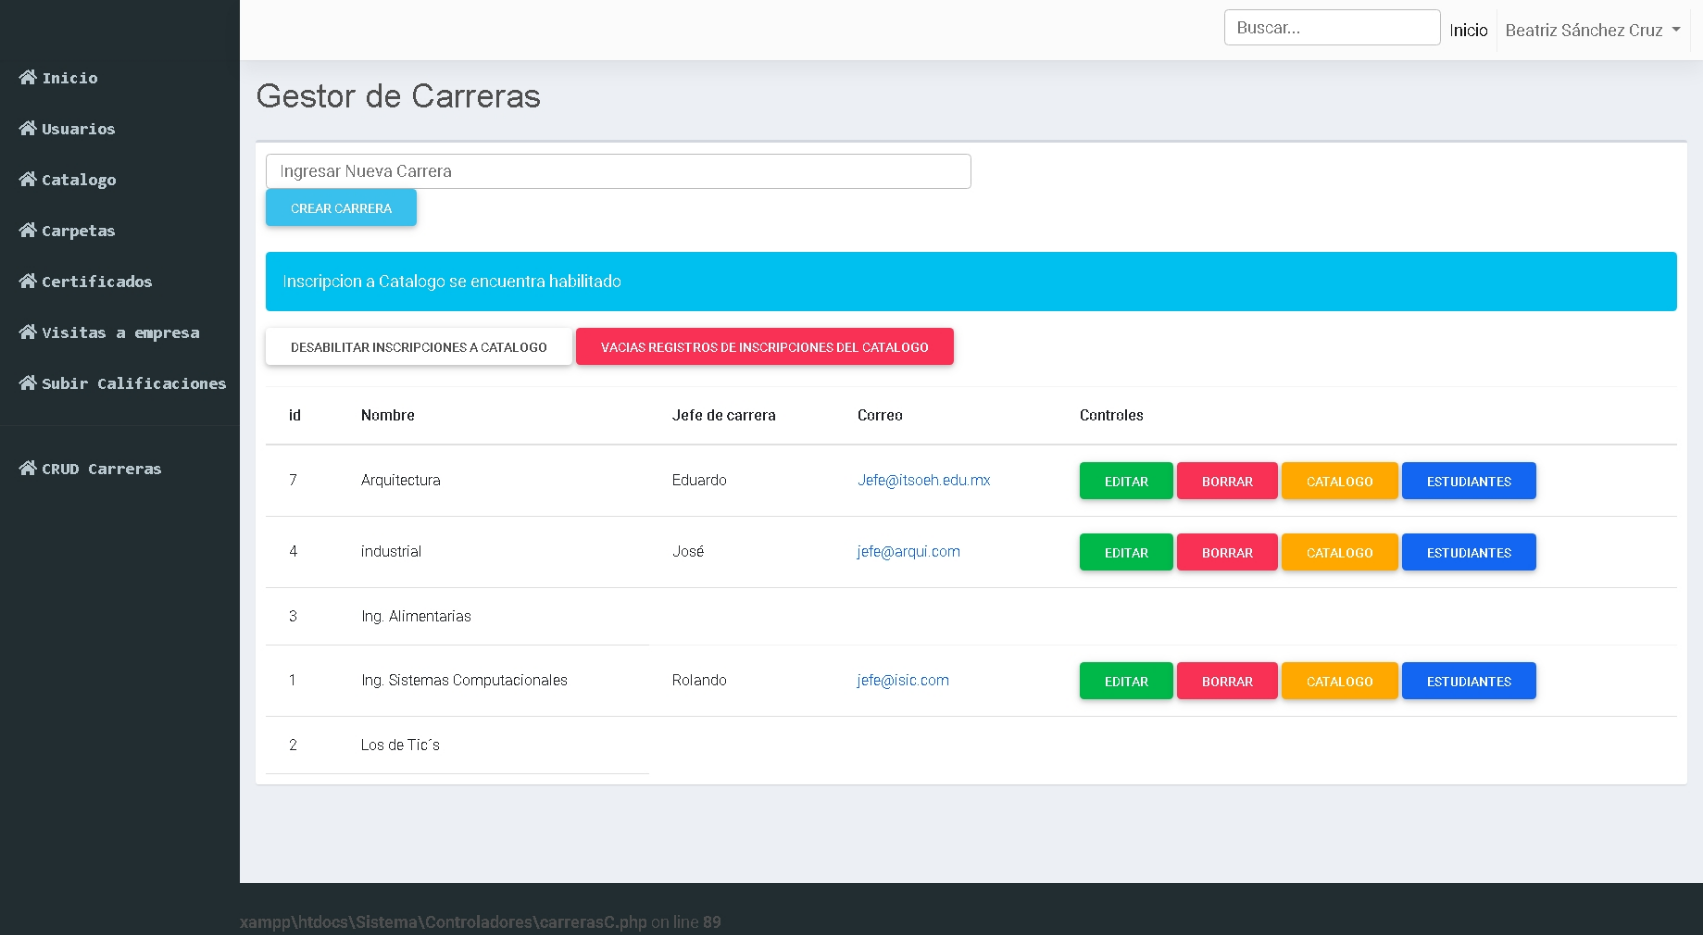 Buscar...
Inicio
Beatriz Sánchez Cruz
Inicio
Usuarios
Catalogo
Carpetas
Certificados
Visitas a empresa
Subir Calificaciones
CRUD Carreras
Gestor de Carreras
Ingresar Nueva Carrera
CREAR CARRERA
Inscripcion a Catalogo se encuentra habilitado
DESABILITAR INSCRIPCIONES A CATALOGO
VACIAS REGISTROS DE INSCRIPCIONES DEL CATALOGO
id Nombre Jefe de carrera Correo Controles
7 Arquitectura Eduardo Jefe@itsoeh.edu.mx EDITAR BORRAR CATALOGO ESTUDIANTES
4 industrial José jefe@arqui.com EDITAR BORRAR CATALOGO ESTUDIANTES
3 Ing. Alimentarias
1 Ing. Sistemas Computacionales Rolando jefe@isic.com EDITAR BORRAR CATALOGO ESTUDIANTES
2 Los de Tic´s
xampp\htdocs\Sistema\Controladores\carrerasC.php on line 89